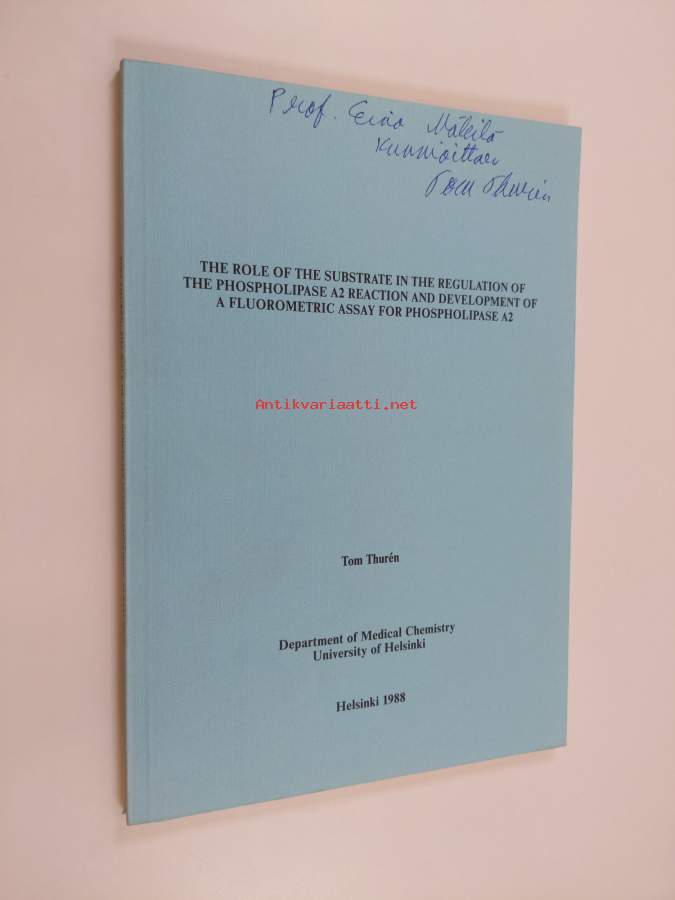 Prof. Eino Mäkilä
Kunnioittaen
Tom Thurén
THE ROLE OF THE SUBSTRATE IN THE REGULATION OF
THE PHOSPHOLIPASE A2 REACTION AND DEVELOPMENT OF
A FLUOROMETRIC ASSAY FOR PHOSPHOLIPASE A2
Antikvariaatti.net
Tom Thurén
Department of Medical Chemistry
University of Helsinki
Helsinki 1988